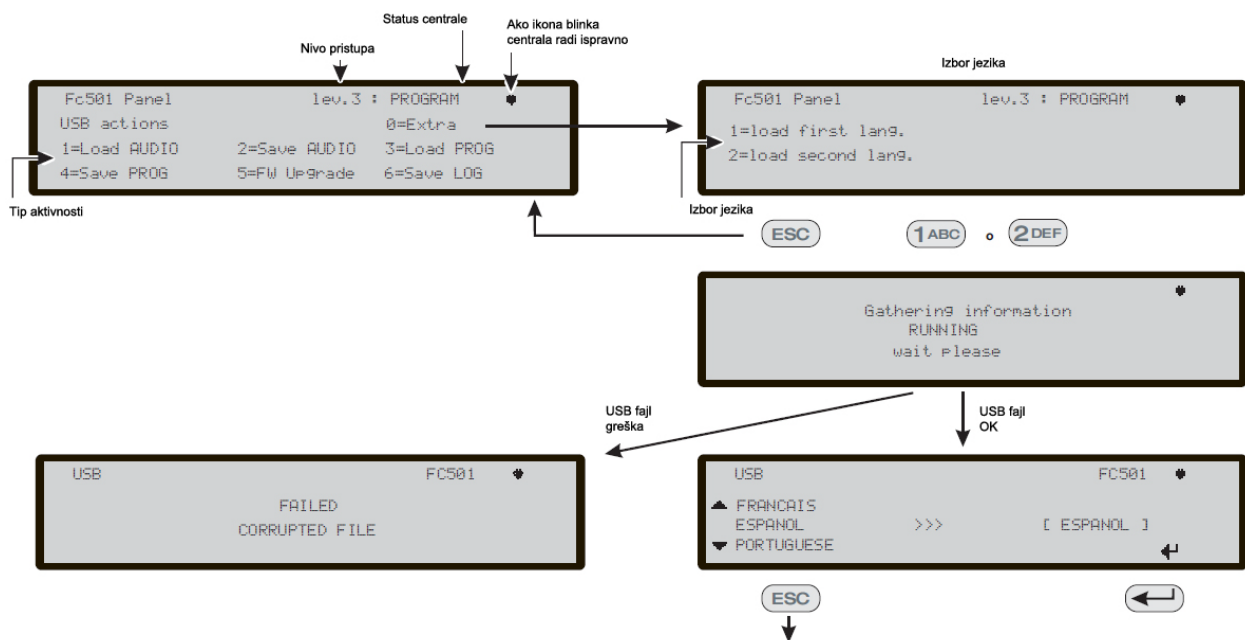 Status centrale
Ako ikona blinka
centrala radi ispravno
Nivo pristupa
Fc501 Panel lev.3 : PROGRAM
USB actions 0=Extra
1=Load AUDIO 2=Save AUDIO 3=Load PROG
4=Save PROG 5=FW Upgrade 6=Save LOG
Tip aktivnosti
Izbor jezika
Fc501 Panel lev.3 : PROGRAM
1=load first lang.
2=load second lang.
Izbor jezika
ESC 1 ABC o 2 DEF
Gathering information
RUNNING
wait please
USB fajl
greška
USB fajl
OK
USB FC501
FAILED
CORRUPTED FILE
USB FC501
FRANCAIS
ESPANOL >>> [ ESPANOL ]
PORTUGUESE
ESC